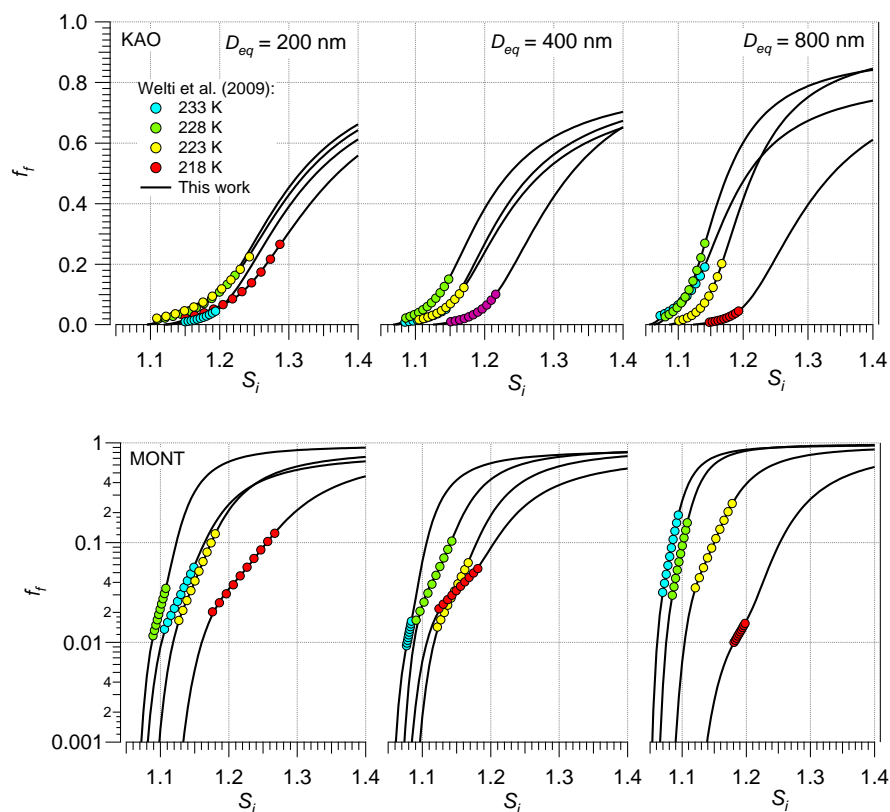 KAO
D_eq = 200 nm
D_eq = 400 nm
D_eq = 800 nm
Welti et al. (2009):
233 K
228 K
223 K
218 K
This work
f_f
1.0
0.8
0.6
0.4
0.2
0.0
1.1 1.2 1.3 1.4
1.1 1.2 1.3 1.4
1.1 1.2 1.3 1.4
S_i
S_i
S_i
MONT
f_f
1
4
2
0.1
4
2
0.01
4
2
0.001
1.1 1.2 1.3 1.4
1.1 1.2 1.3 1.4
1.1 1.2 1.3 1.4
S_i
S_i
S_i